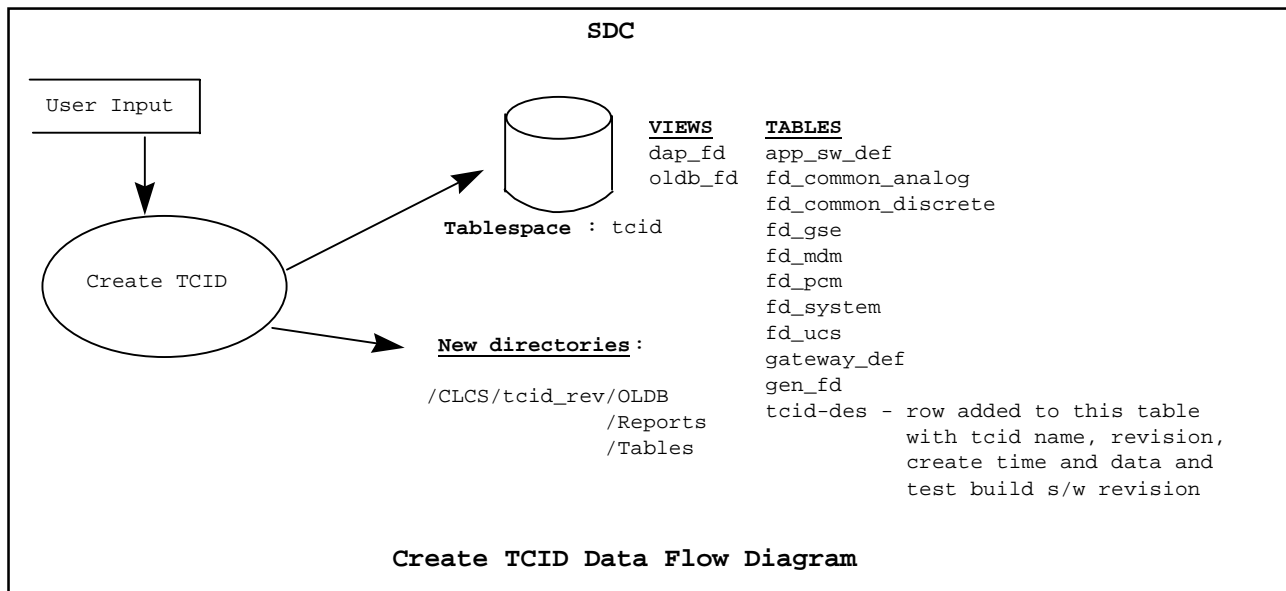 SDC
User Input
Create TCID
Tablespace : tcid
VIEWS
dap_fd
oldb_fd
TABLES
app_sw_def
fd_common_analog
fd_common_discrete
fd_gse
fd_mdm
fd_pcm
fd_system
fd_ucs
gateway_def
gen_fd
tcid-des - row added to this table
with tcid name, revision,
create time and data and
test build s/w revision
New directories:
/CLCS/tcid_rev/OLDB
/Reports
/Tables
Create TCID Data Flow Diagram